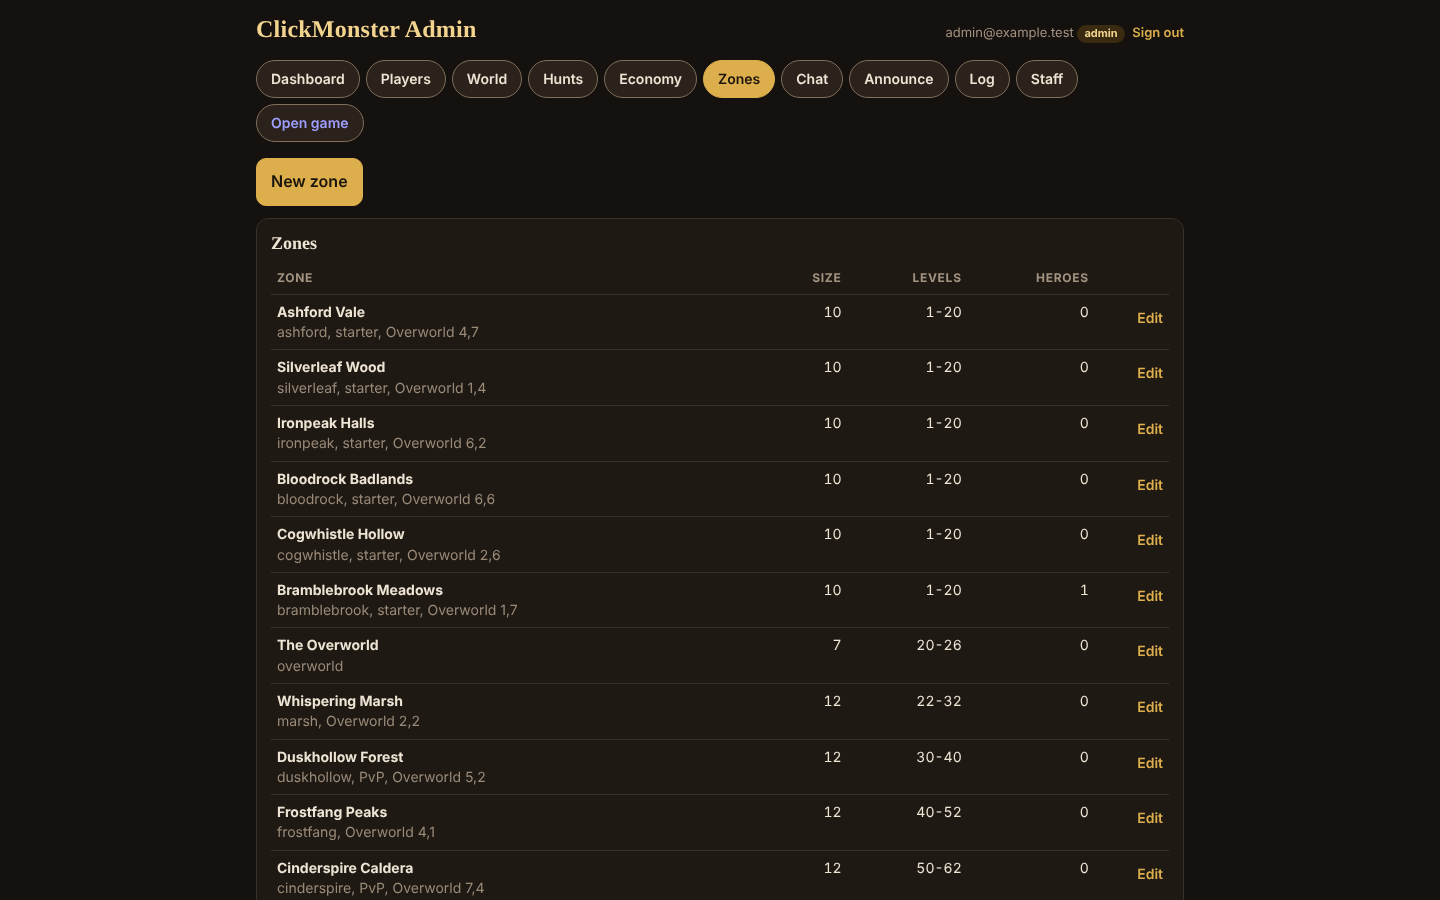 ClickMonster Admin
admin@example.test admin Sign out
Dashboard Players World Hunts Economy Zones Chat Announce Log Staff
Open game
New zone
Zones
ZONE SIZE LEVELS HEROES
Ashford Vale 10 1-20 0 Edit
ashford, starter, Overworld 4,7
Silverleaf Wood 10 1-20 0 Edit
silverleaf, starter, Overworld 1,4
Ironpeak Halls 10 1-20 0 Edit
ironpeak, starter, Overworld 6,2
Bloodrock Badlands 10 1-20 0 Edit
bloodrock, starter, Overworld 6,6
Cogwhistle Hollow 10 1-20 0 Edit
cogwhistle, starter, Overworld 2,6
Bramblebrook Meadows 10 1-20 1 Edit
bramblebrook, starter, Overworld 1,7
The Overworld 7 20-26 0 Edit
overworld
Whispering Marsh 12 22-32 0 Edit
marsh, Overworld 2,2
Duskhollow Forest 12 30-40 0 Edit
duskhollow, PvP, Overworld 5,2
Frostfang Peaks 12 40-52 0 Edit
frostfang, Overworld 4,1
Cinderspire Caldera 12 50-62 0 Edit
cinderspire, PvP, Overworld 7,4